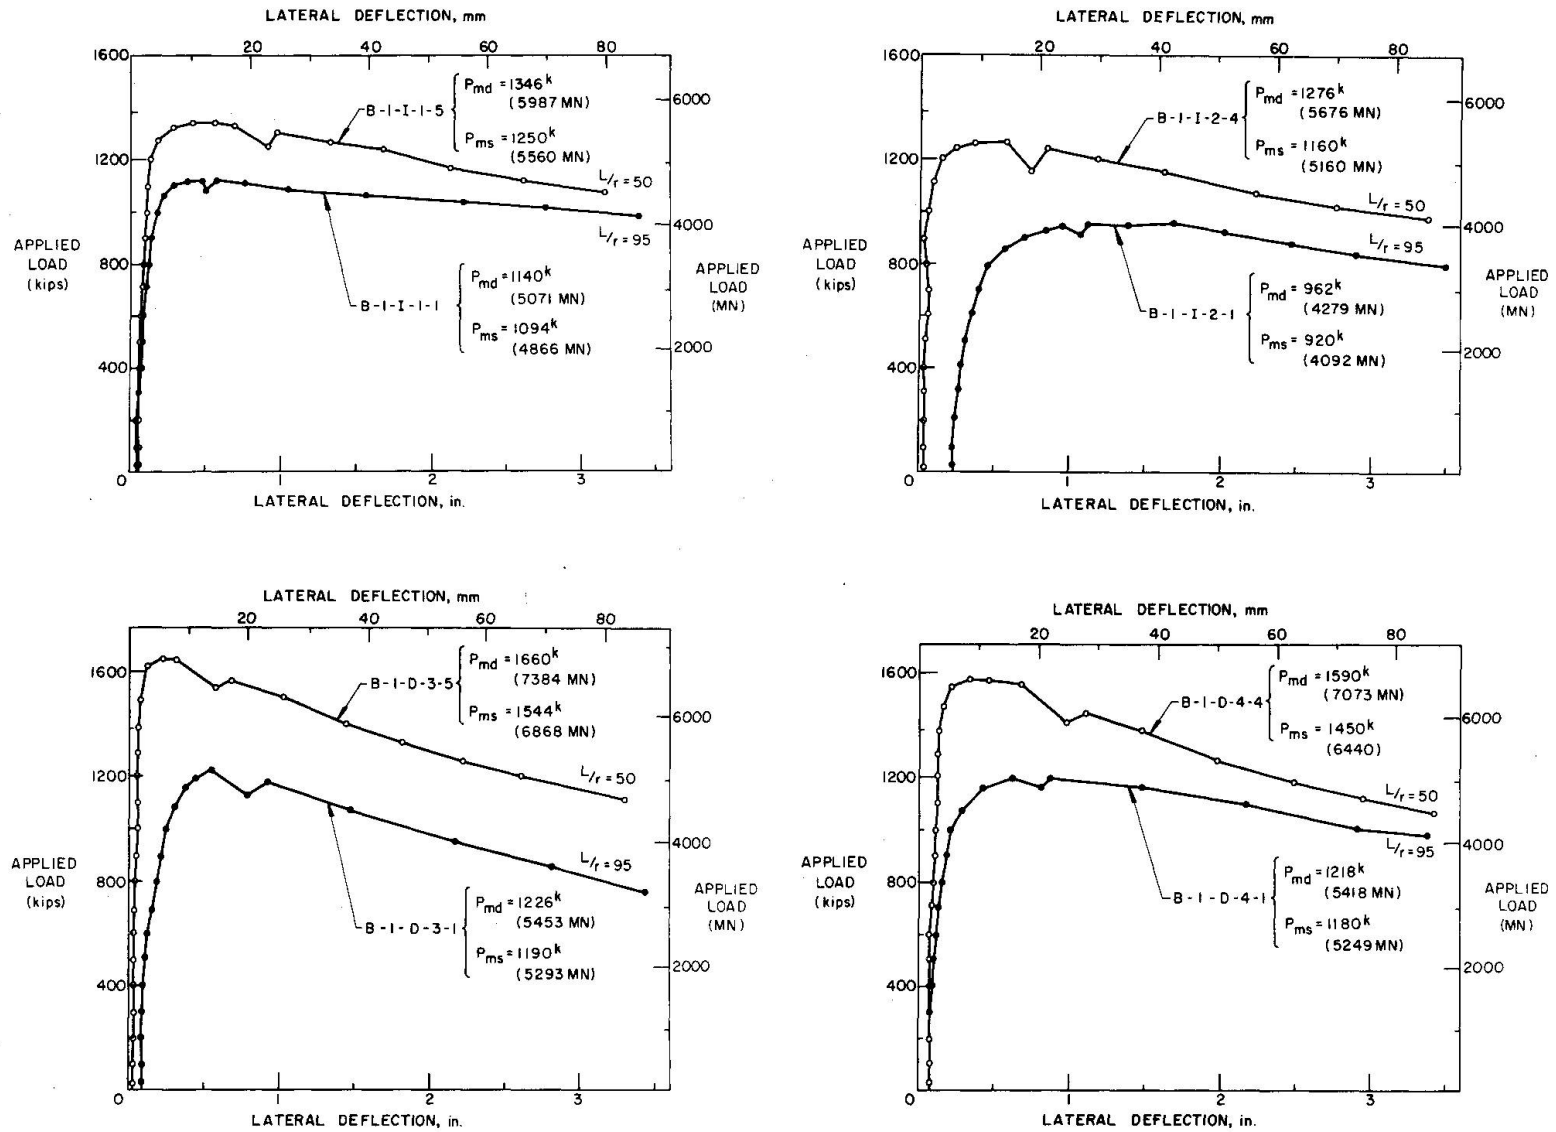 LATERAL DEFLECTION, mm
20 40 60 80
1600
1200
800
400
0
APPLIED
LOAD
(kips)
B-1-I-1-5
Pmd = 1346k
(5987 MN)
Pms = 1250k
(5560 MN)
L/r = 50
L/r = 95
B-1-I-1-1
Pmd = 1140k
(5071 MN)
Pms = 1094k
(4866 MN)
6000
4000
2000
APPLIED
LOAD
(MN)
1 2 3
LATERAL DEFLECTION, in.
LATERAL DEFLECTION, mm
20 40 60 80
1600
1200
800
400
0
APPLIED
LOAD
(kips)
B-1-I-2-4
Pmd = 1276k
(5676 MN)
Pms = 1160k
(5160 MN)
L/r = 50
L/r = 95
B-1-I-2-1
Pmd = 962k
(4279 MN)
Pms = 920k
(4092 MN)
6000
4000
2000
APPLIED
LOAD
(MN)
1 2 3
LATERAL DEFLECTION, in.
LATERAL DEFLECTION, mm
20 40 60 80
1600
1200
800
400
0
APPLIED
LOAD
(kips)
B-1-D-3-5
Pmd = 1660k
(7384 MN)
Pms = 1544k
(6868 MN)
L/r = 50
L/r = 95
B-1-D-3-1
Pmd = 1226k
(5453 MN)
Pms = 1190k
(5293 MN)
6000
4000
2000
APPLIED
LOAD
(MN)
1 2 3
LATERAL DEFLECTION, in.
LATERAL DEFLECTION, mm
20 40 60 80
1600
1200
800
400
0
APPLIED
LOAD
(kips)
B-1-D-4-4
Pmd = 1590k
(7073 MN)
Pms = 1450k
(6440)
L/r = 50
L/r = 95
B-1-D-4-1
Pmd = 1218k
(5418 MN)
Pms = 1180k
(5249 MN)
6000
4000
2000
APPLIED
LOAD
(MN)
1 2 3
LATERAL DEFLECTION, in.